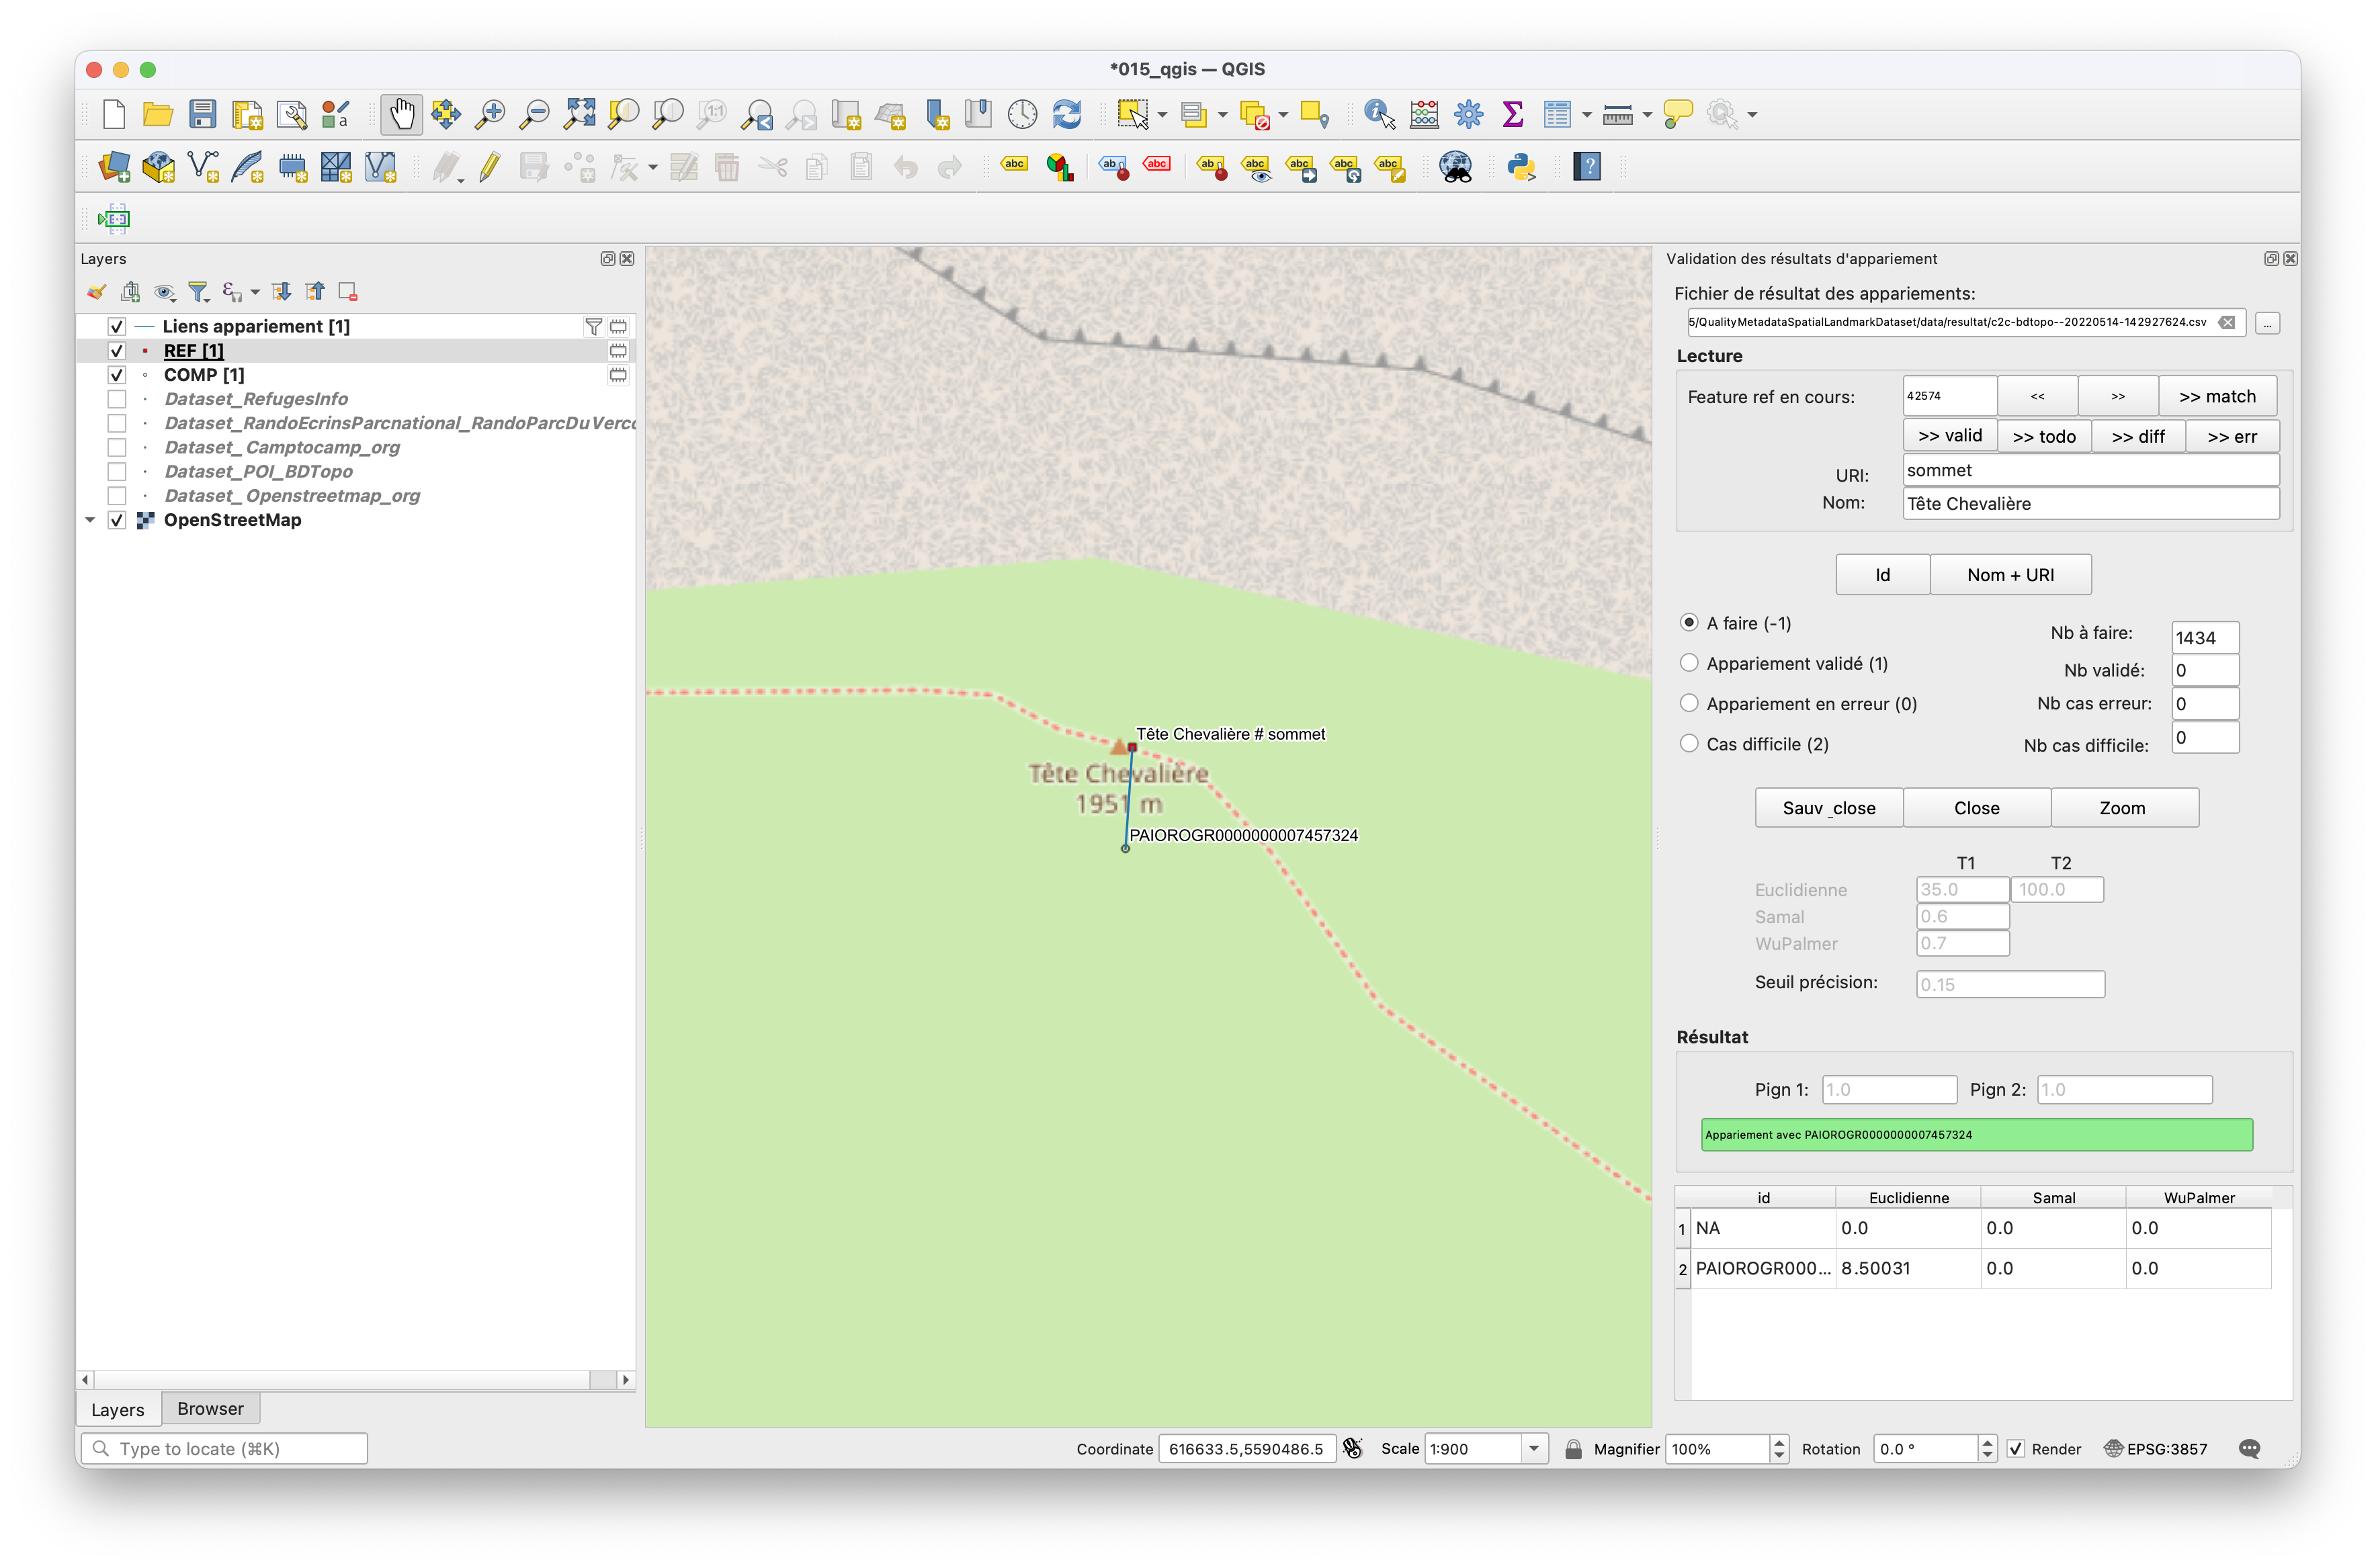 *015_qgis — QGIS
Layers
Liens appariement [1]
REF [1]
COMP [1]
Dataset_RefugesInfo
Dataset_RandoEcrinsParcnational_RandoParcDuVerc
Dataset_Camptocamp_org
Dataset_POI_BDTopo
Dataset_Openstreetmap_org
OpenStreetMap
Layers
Browser
Type to locate (⌘K)
Tête Chevalière # sommet
Tête Chevalière
1951 m
PAIOROGR0000000007457324
Validation des résultats d'appariement
Fichier de résultat des appariements:
5/QualityMetadataSpatialLandmarkDataset/data/resultat/c2c-bdtopo--20220514-142927624.csv
...
Lecture
Feature ref en cours: 42574 << >> >> match
>> valid >> todo >> diff >> err
URI: sommet
Nom: Tête Chevalière
Id Nom + URI
A faire (-1) Nb à faire: 1434
Appariement validé (1) Nb validé: 0
Appariement en erreur (0) Nb cas erreur: 0
Cas difficile (2) Nb cas difficile: 0
Sauv _close Close Zoom
T1 T2
Euclidienne 35.0 100.0
Samal 0.6
WuPalmer 0.7
Seuil précision: 0.15
Résultat
Pign 1: 1.0 Pign 2: 1.0
Appariement avec PAIOROGR0000000007457324
id Euclidienne Samal WuPalmer
1 NA 0.0 0.0 0.0
2 PAIOROGR000... 8.50031 0.0 0.0
Coordinate 616633.5,5590486.5 Scale 1:900 Magnifier 100% Rotation 0.0 ° Render EPSG:3857